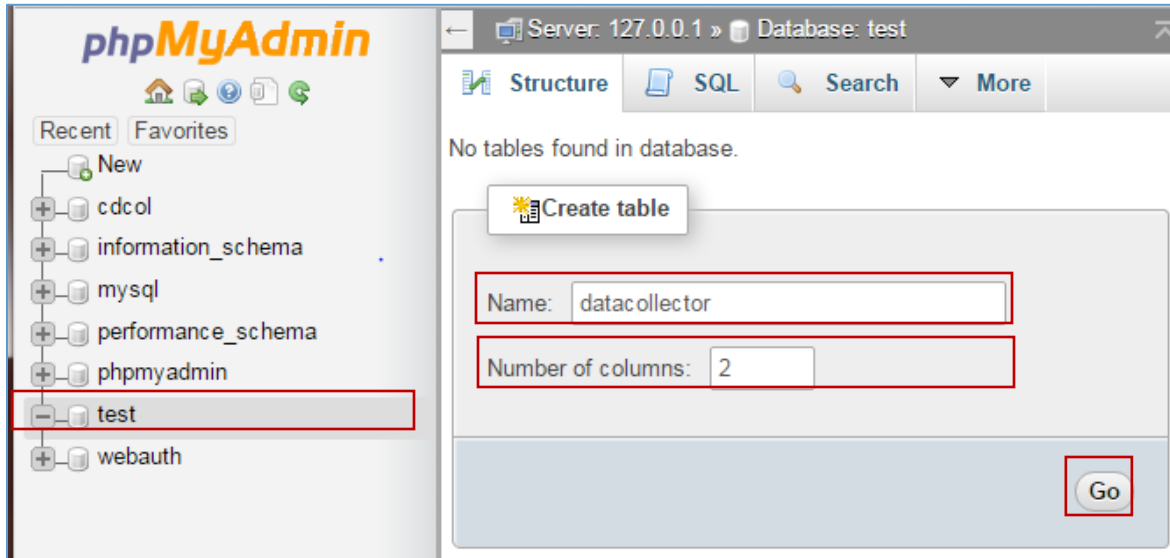 phpMyAdmin
Recent Favorites
New
cdcol
information_schema
mysql
performance_schema
phpmyadmin
test
webauth
Server: 127.0.0.1 » Database: test
Structure SQL Search More
No tables found in database.
Create table
Name: datacollector
Number of columns: 2
Go